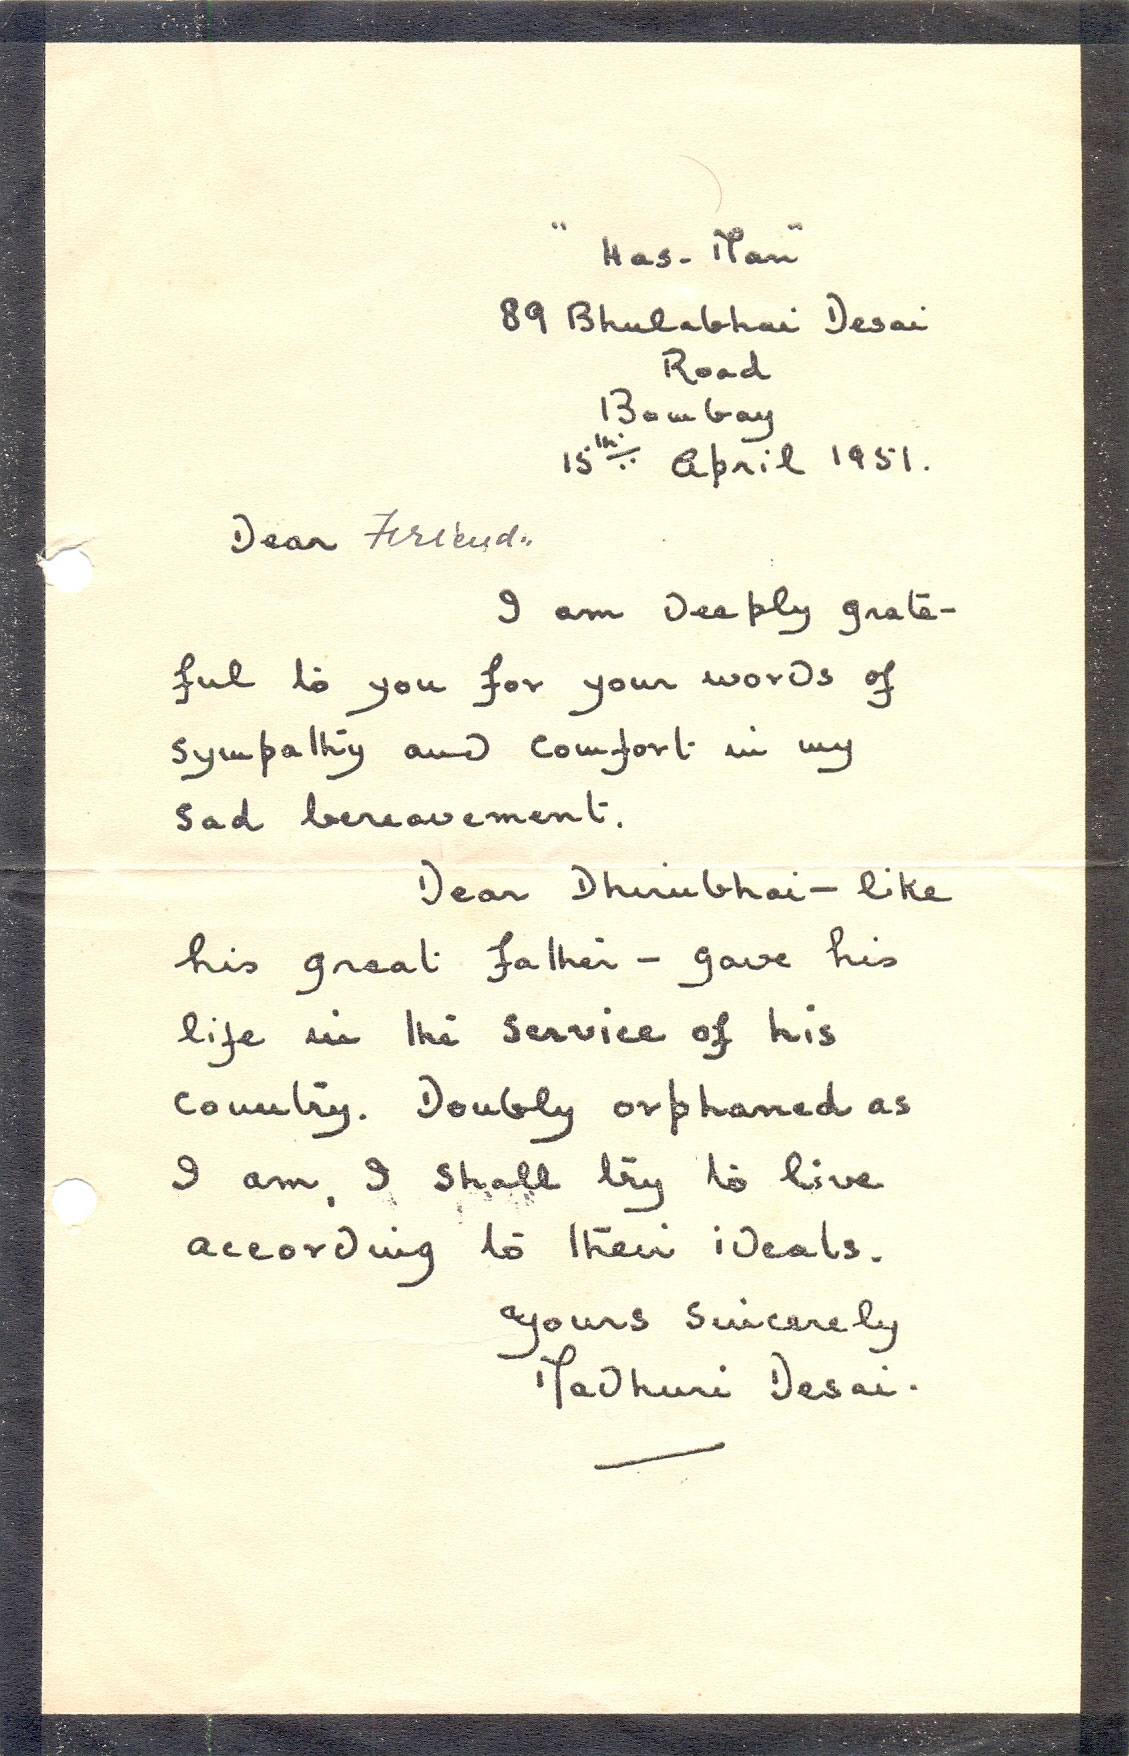 "Has-Man"
89 Bhulabhai Desai
Road
Bombay
15th April 1951.
Dear Friend.
I am deeply grate-
ful to you for your words of
sympathy and comfort in my
sad bereavement.
Dear Dhirubhai – like
his great father – gave his
life in the service of his
country. Doubly orphaned as
I am, I shall try to live
according to their ideals.
Yours sincerely
Madhuri Desai.